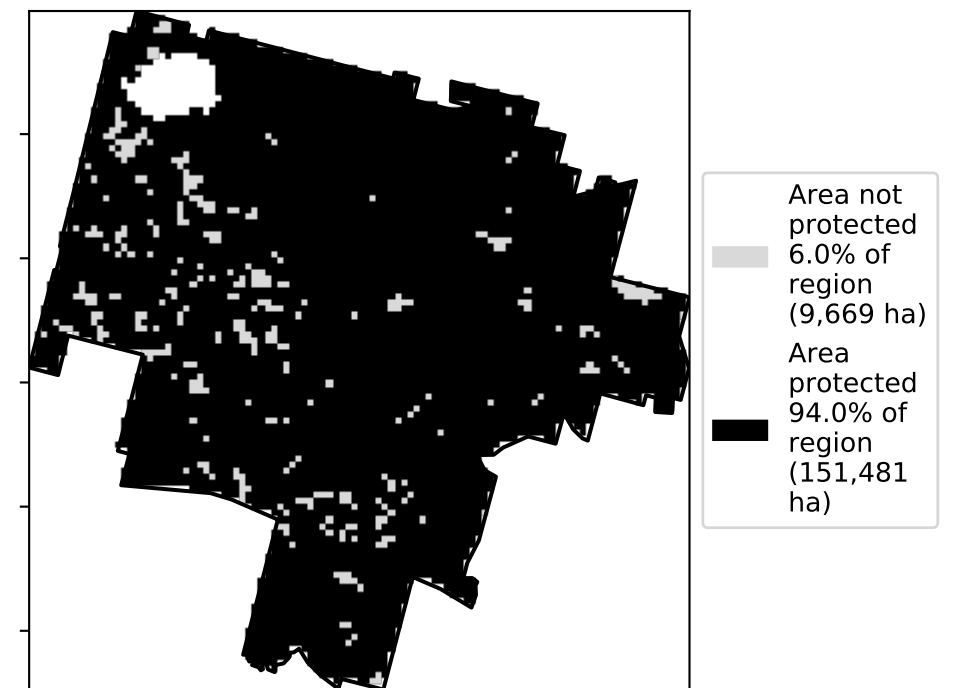 Area not
protected
6.0% of
region
(9,669 ha)
Area
protected
94.0% of
region
(151,481
ha)